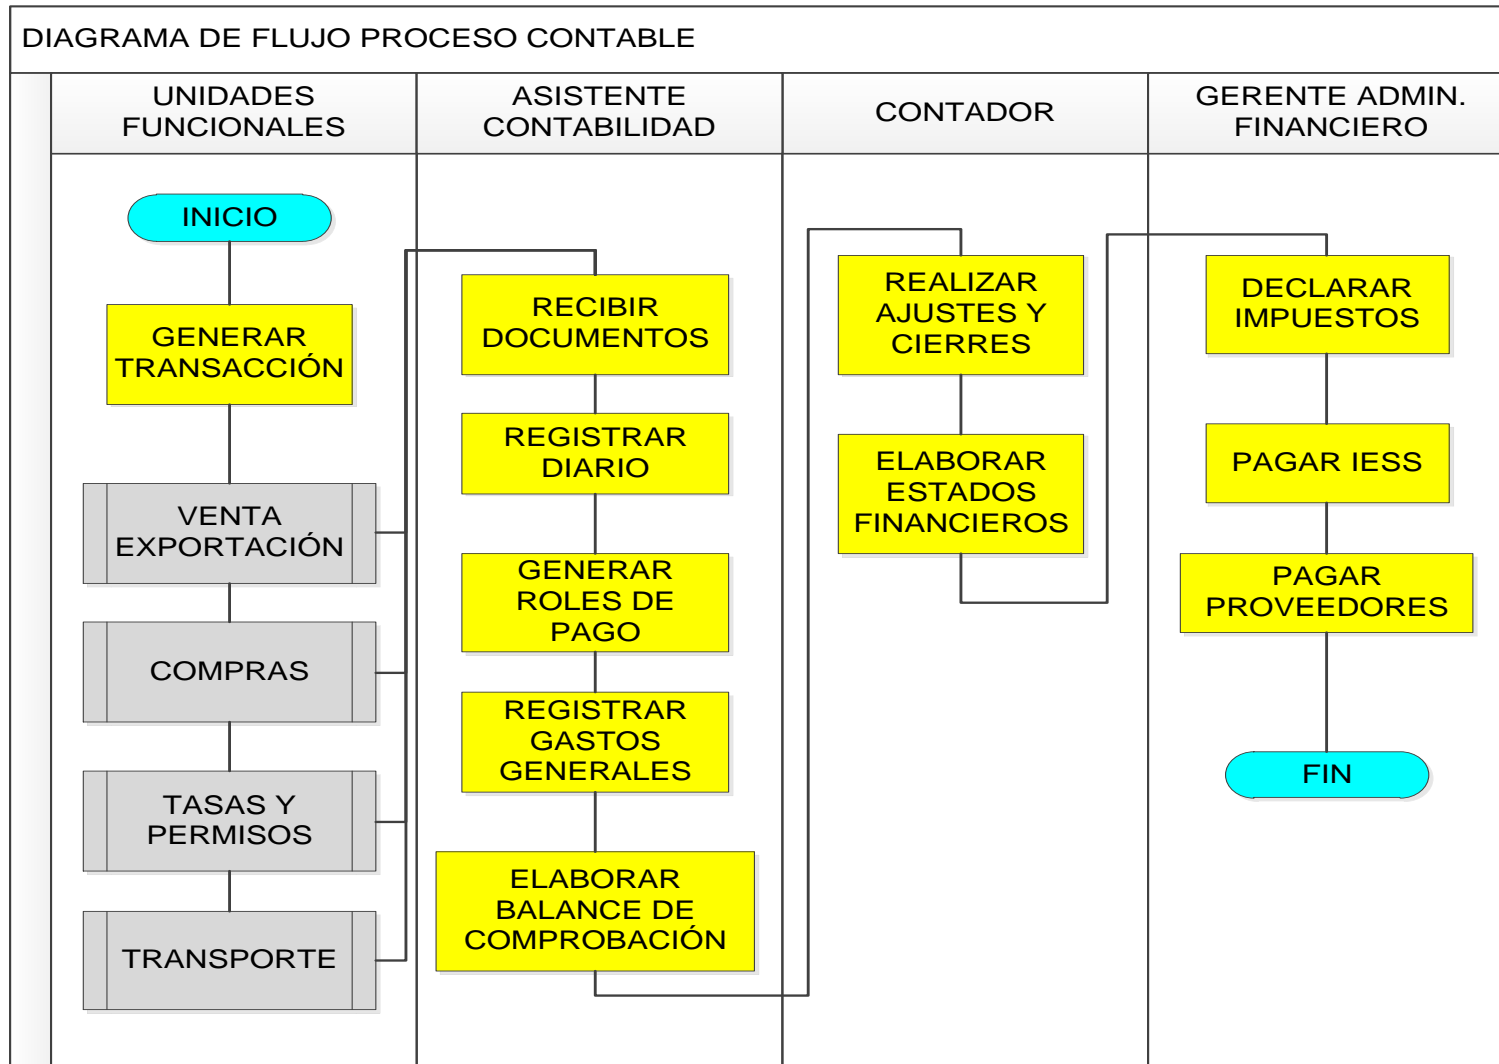 DIAGRAMA DE FLUJO PROCESO CONTABLE
UNIDADES
FUNCIONALES
ASISTENTE
CONTABILIDAD
CONTADOR
GERENTE ADMIN.
FINANCIERO
INICIO
GENERAR
TRANSACCIÓN
VENTA
EXPORTACIÓN
COMPRAS
TASAS Y
PERMISOS
TRANSPORTE
RECIBIR
DOCUMENTOS
REGISTRAR
DIARIO
GENERAR
ROLES DE
PAGO
REGISTRAR
GASTOS
GENERALES
ELABORAR
BALANCE DE
COMPROBACIÓN
REALIZAR
AJUSTES Y
CIERRES
ELABORAR
ESTADOS
FINANCIEROS
DECLARAR
IMPUESTOS
PAGAR IESS
PAGAR
PROVEEDORES
FIN